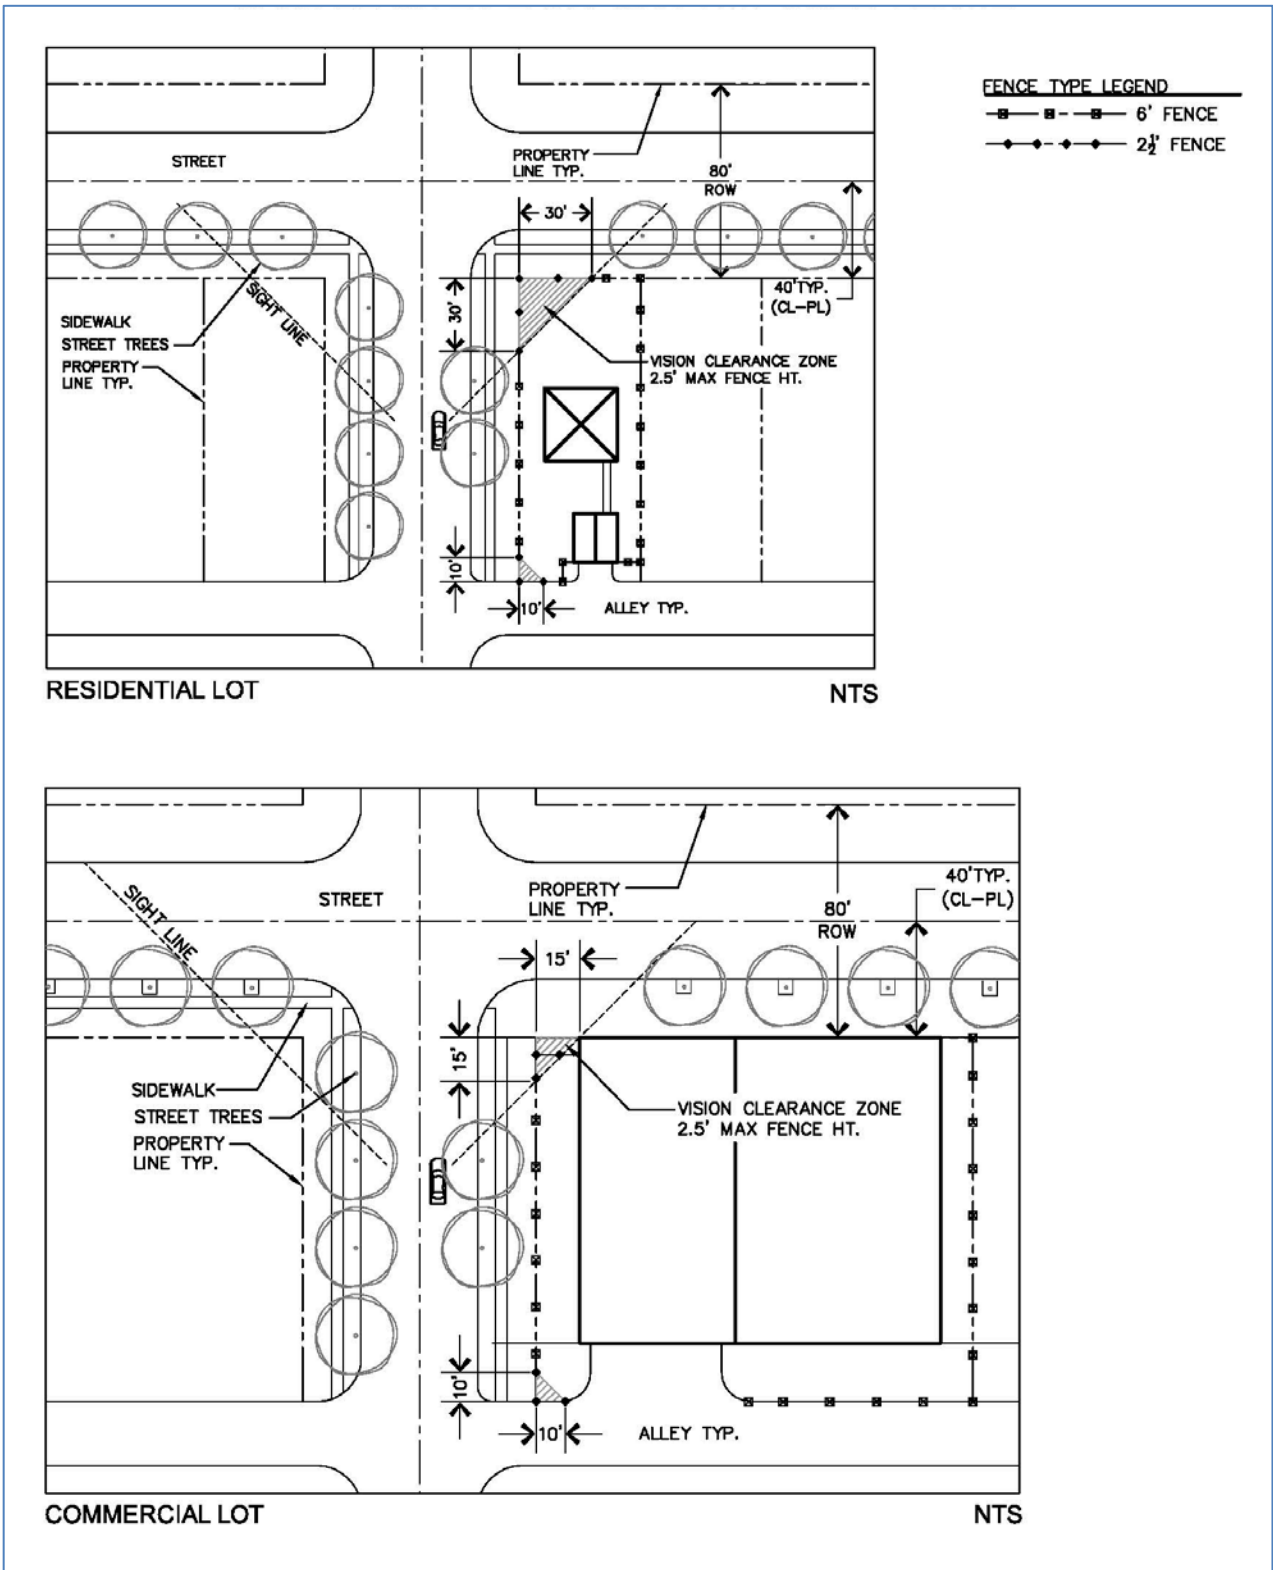 FENCE TYPE LEGEND
6' FENCE
2½' FENCE
STREET
PROPERTY
LINE TYP.
80'
ROW
30'
30'
40'TYP.
(CL-PL)
SIGHT LINE
SIDEWALK
STREET TREES
PROPERTY
LINE TYP.
VISION CLEARANCE ZONE
2.5' MAX FENCE HT.
10'
10'
ALLEY TYP.
RESIDENTIAL LOT
NTS
SIGHT LINE
STREET
PROPERTY
LINE TYP.
80'
ROW
40'TYP.
(CL-PL)
15'
15'
SIDEWALK
STREET TREES
PROPERTY
LINE TYP.
VISION CLEARANCE ZONE
2.5' MAX FENCE HT.
10'
10'
ALLEY TYP.
COMMERCIAL LOT
NTS